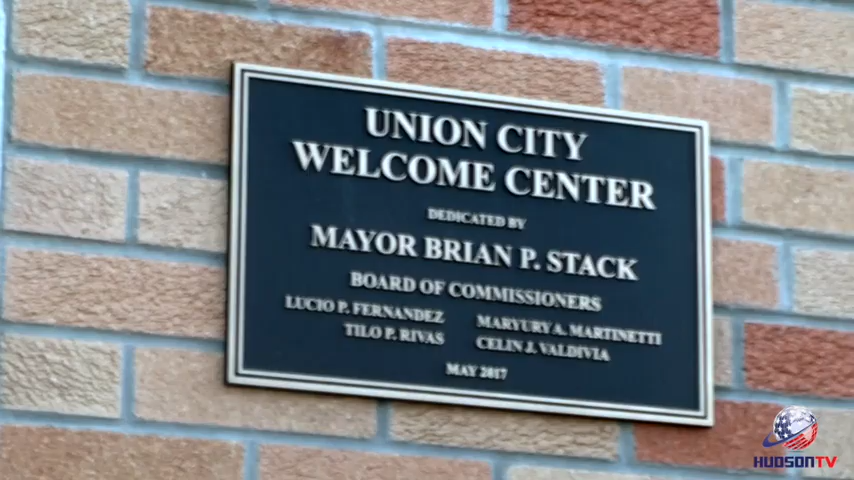 UNION CITY
WELCOME CENTER
DEDICATED BY
MAYOR BRIAN P. STACK
BOARD OF COMMISSIONERS
LUCIO P. FERNANDEZ MARYURY A. MARTINETTI
TILO P. RIVAS CELIN J. VALDIVIA
MAY 2017
HUDSONTV